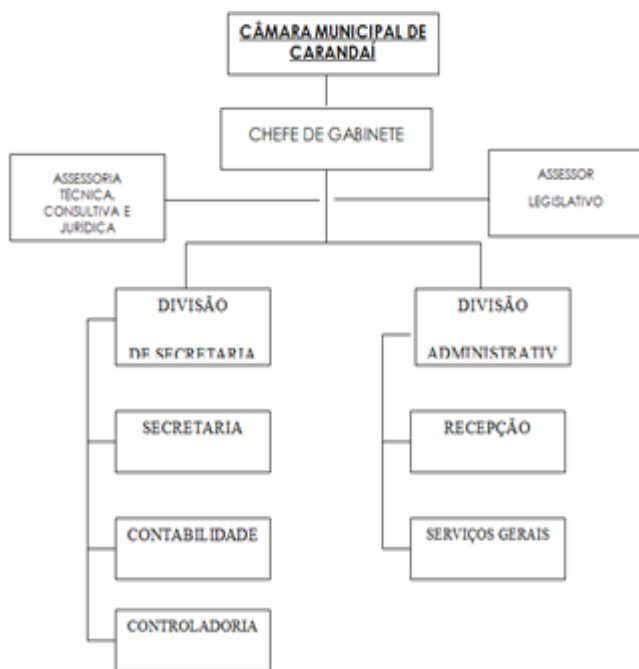 CÂMARA MUNICIPAL DE
CARANDAÍ
CHEFE DE GABINETE
ASSESSORIA
TÉCNICA,
CONSULTIVA E
JURÍDICA
ASSESSOR
LEGISLATIVO
DIVISÃO
DE SECRETARIA
DIVISÃO
ADMINISTRATIV
SECRETARIA
RECEPÇÃO
CONTABILIDADE
SERVIÇOS GERAIS
CONTROLADORIA